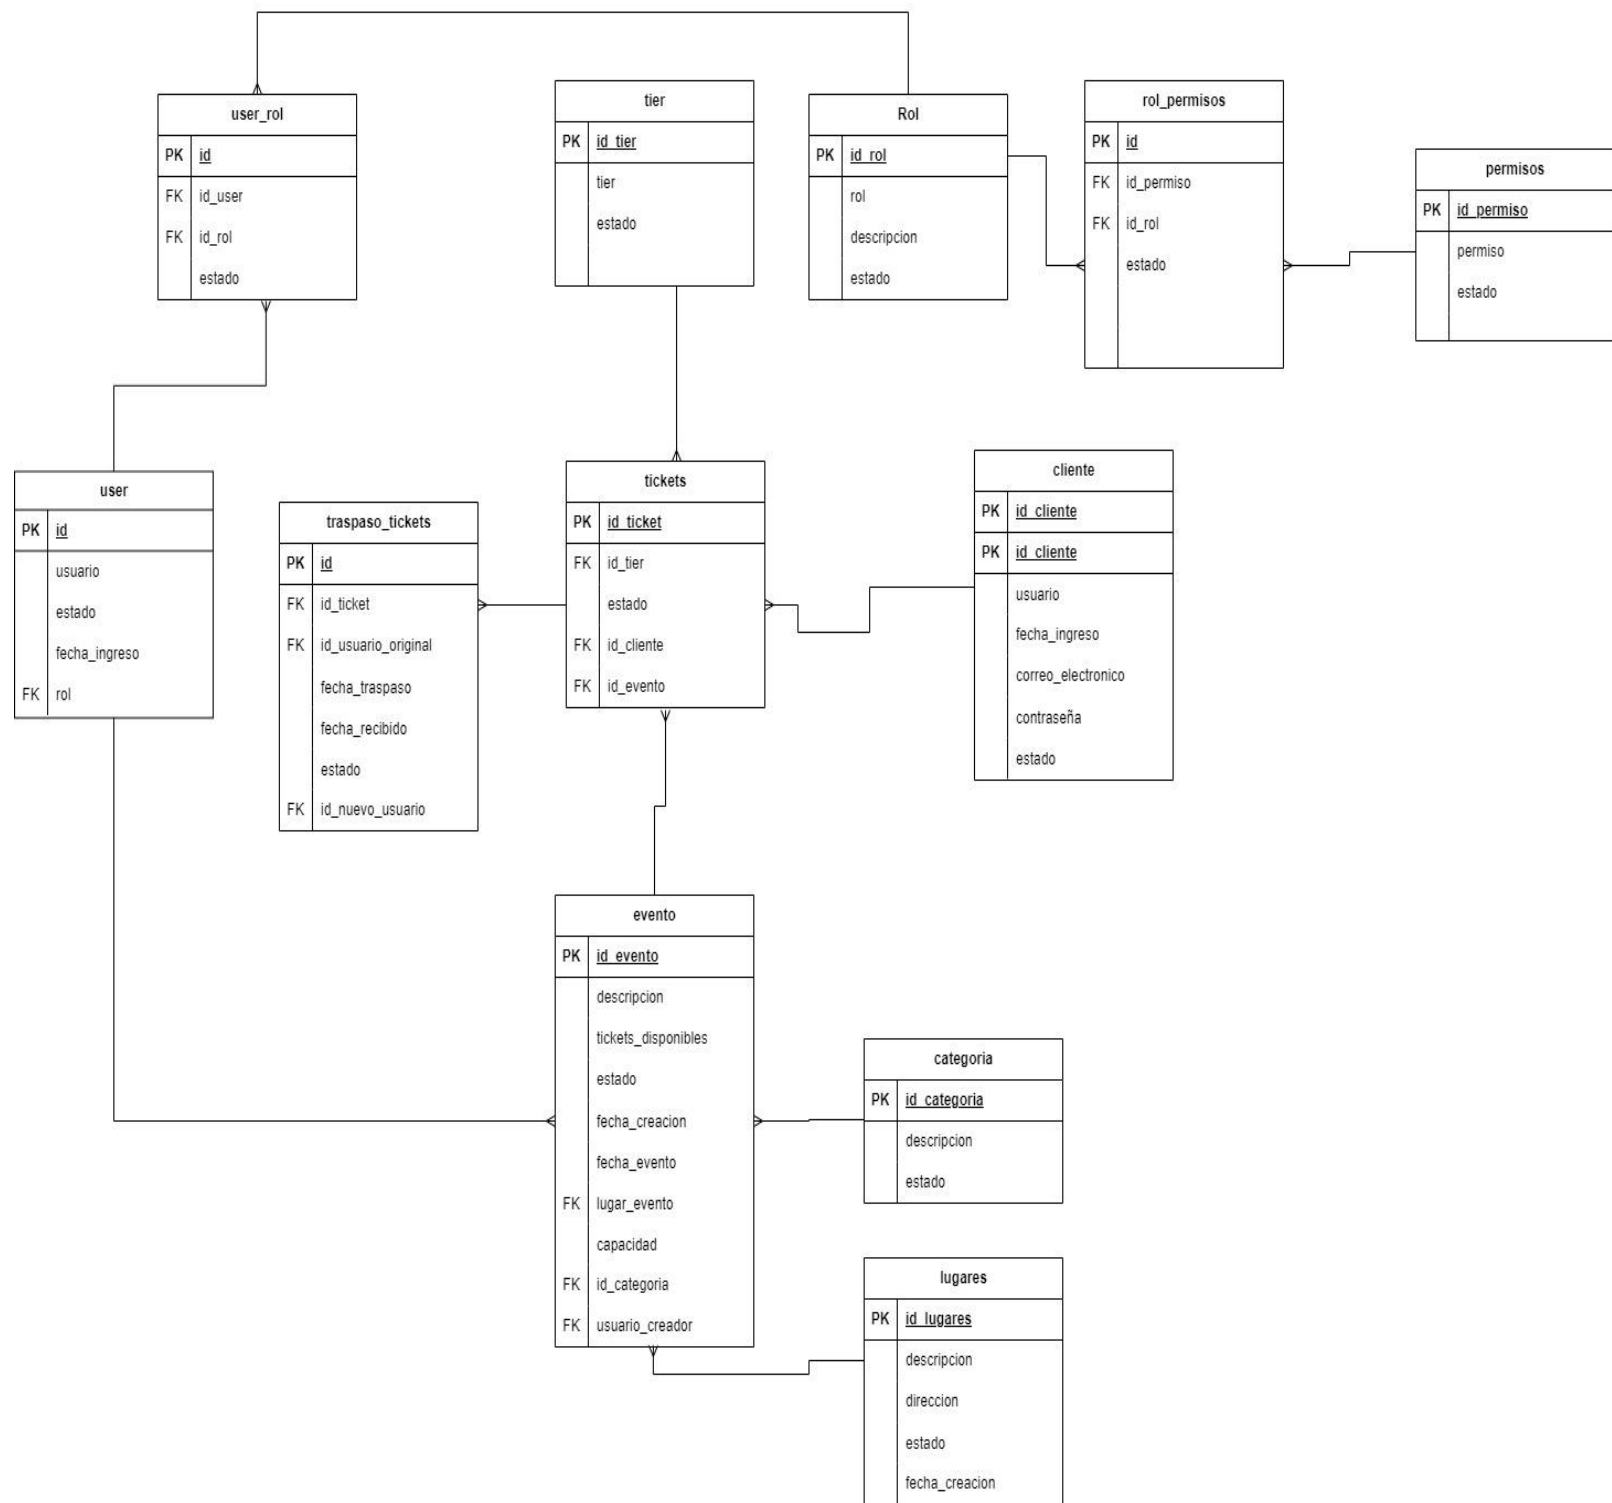 user_rol
PK id
FK id_user
FK id_rol
estado
tier
PK id_tier
tier
estado
Rol
PK id_rol
rol
descripcion
estado
rol_permisos
PK id
FK id_permiso
FK id_rol
estado
permisos
PK id_permiso
permiso
estado
user
PK id
usuario
estado
fecha_ingreso
FK rol
traspaso_tickets
PK id
FK id_ticket
FK id_usuario_original
fecha_traspaso
fecha_recibido
estado
FK id_nuevo_usuario
tickets
PK id_ticket
FK id_tier
estado
FK id_cliente
FK id_evento
cliente
PK id_cliente
PK id_cliente
usuario
fecha_ingreso
correo_electronico
contraseña
estado
evento
PK id_evento
descripcion
tickets_disponibles
estado
fecha_creacion
fecha_evento
FK lugar_evento
capacidad
FK id_categoria
FK usuario_creador
categoria
PK id_categoria
descripcion
estado
lugares
PK id_lugares
descripcion
direccion
estado
fecha_creacion